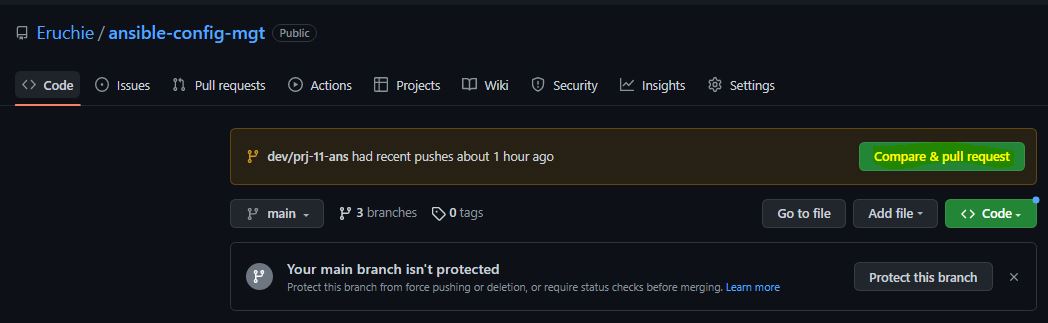 Eruchie / ansible-config-mgt Public
Code Issues Pull requests Actions Projects Wiki Security Insights Settings
dev/prj-11-ans had recent pushes about 1 hour ago Compare & pull request
main 3 branches 0 tags Go to file Add file Code
Your main branch isn't protected
Protect this branch from force pushing or deletion, or require status checks before merging. Learn more Protect this branch